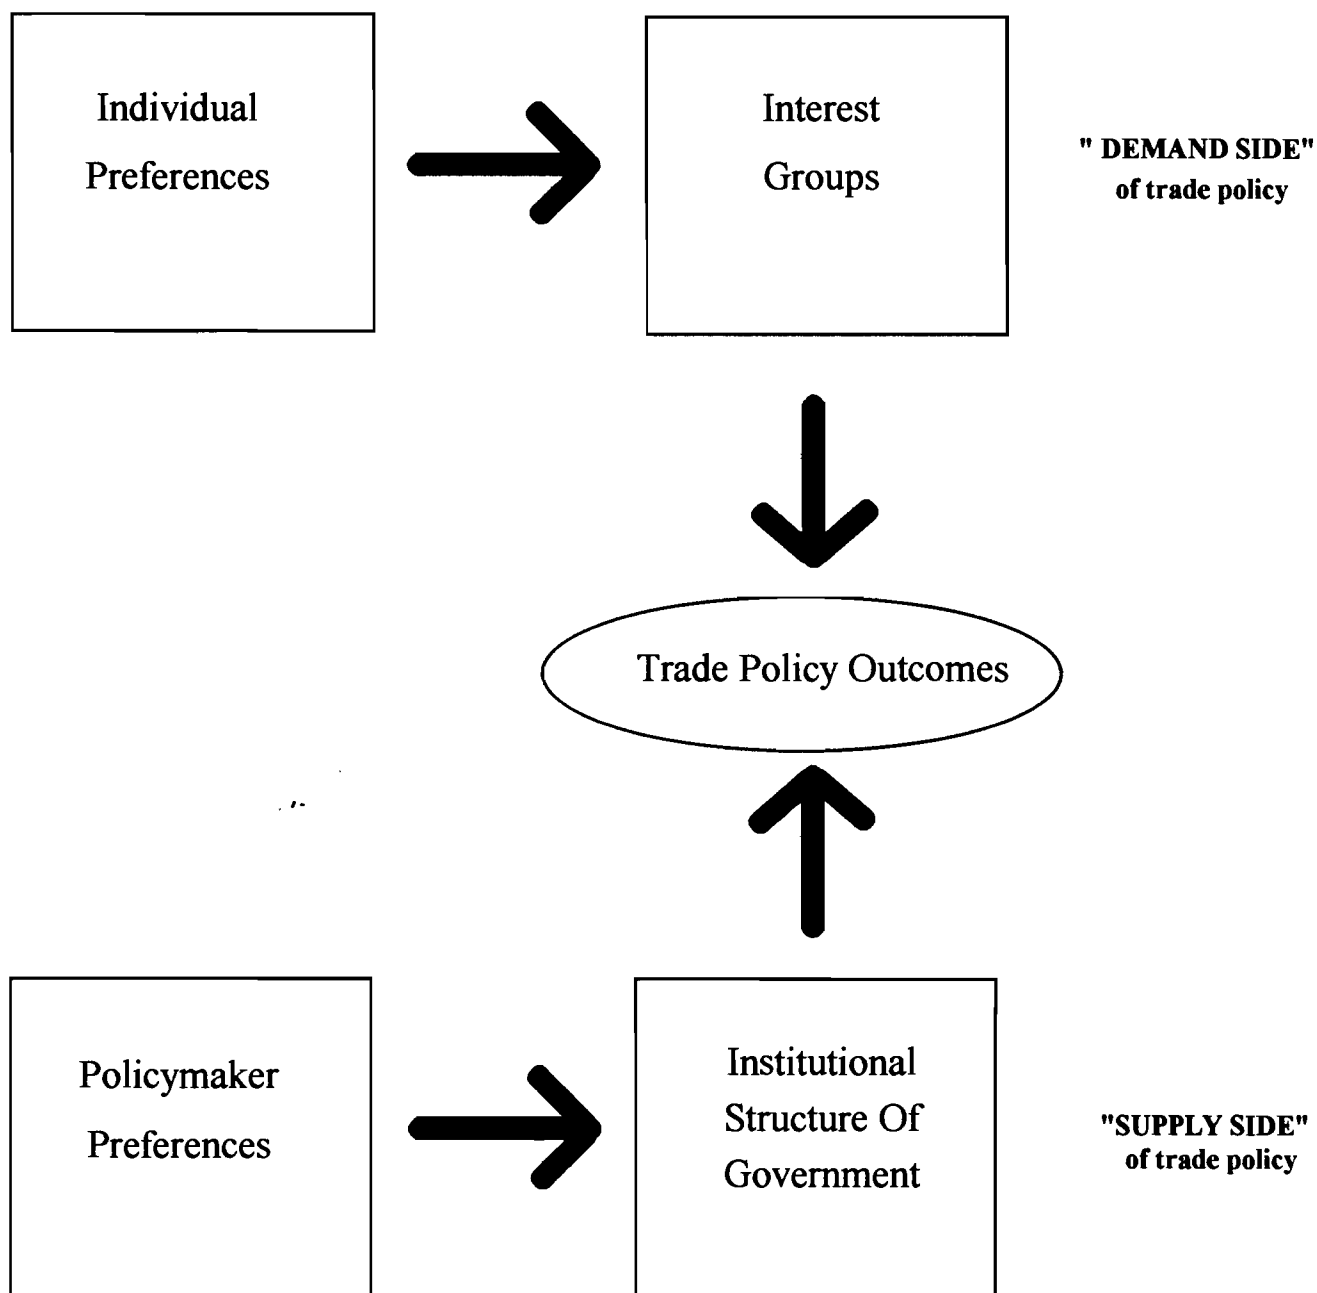 Individual
Preferences
Interest
Groups
" DEMAND SIDE"
of trade policy
Trade Policy Outcomes
Policymaker
Preferences
Institutional
Structure Of
Government
"SUPPLY SIDE"
of trade policy